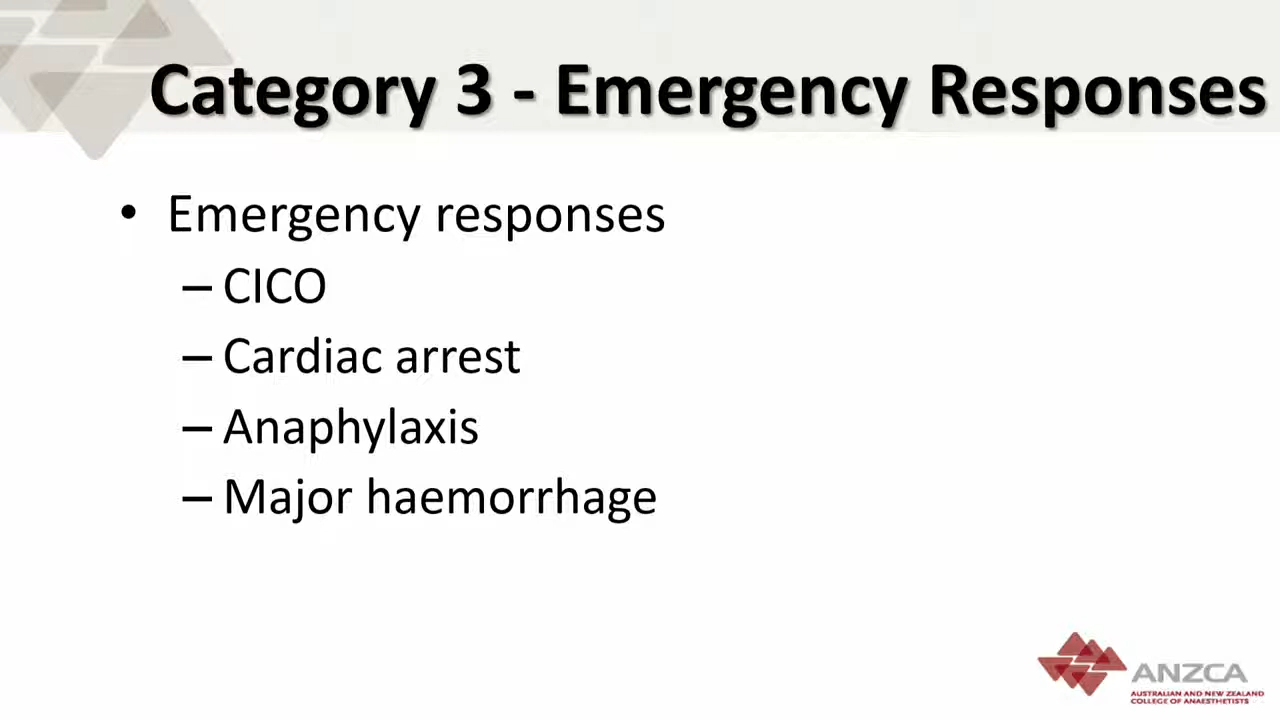 Category 3 - Emergency Responses
• Emergency responses
– CICO
– Cardiac arrest
– Anaphylaxis
– Major haemorrhage
ANZCA
AUSTRALIAN AND NEW ZEALAND
COLLEGE OF ANAESTHETISTS